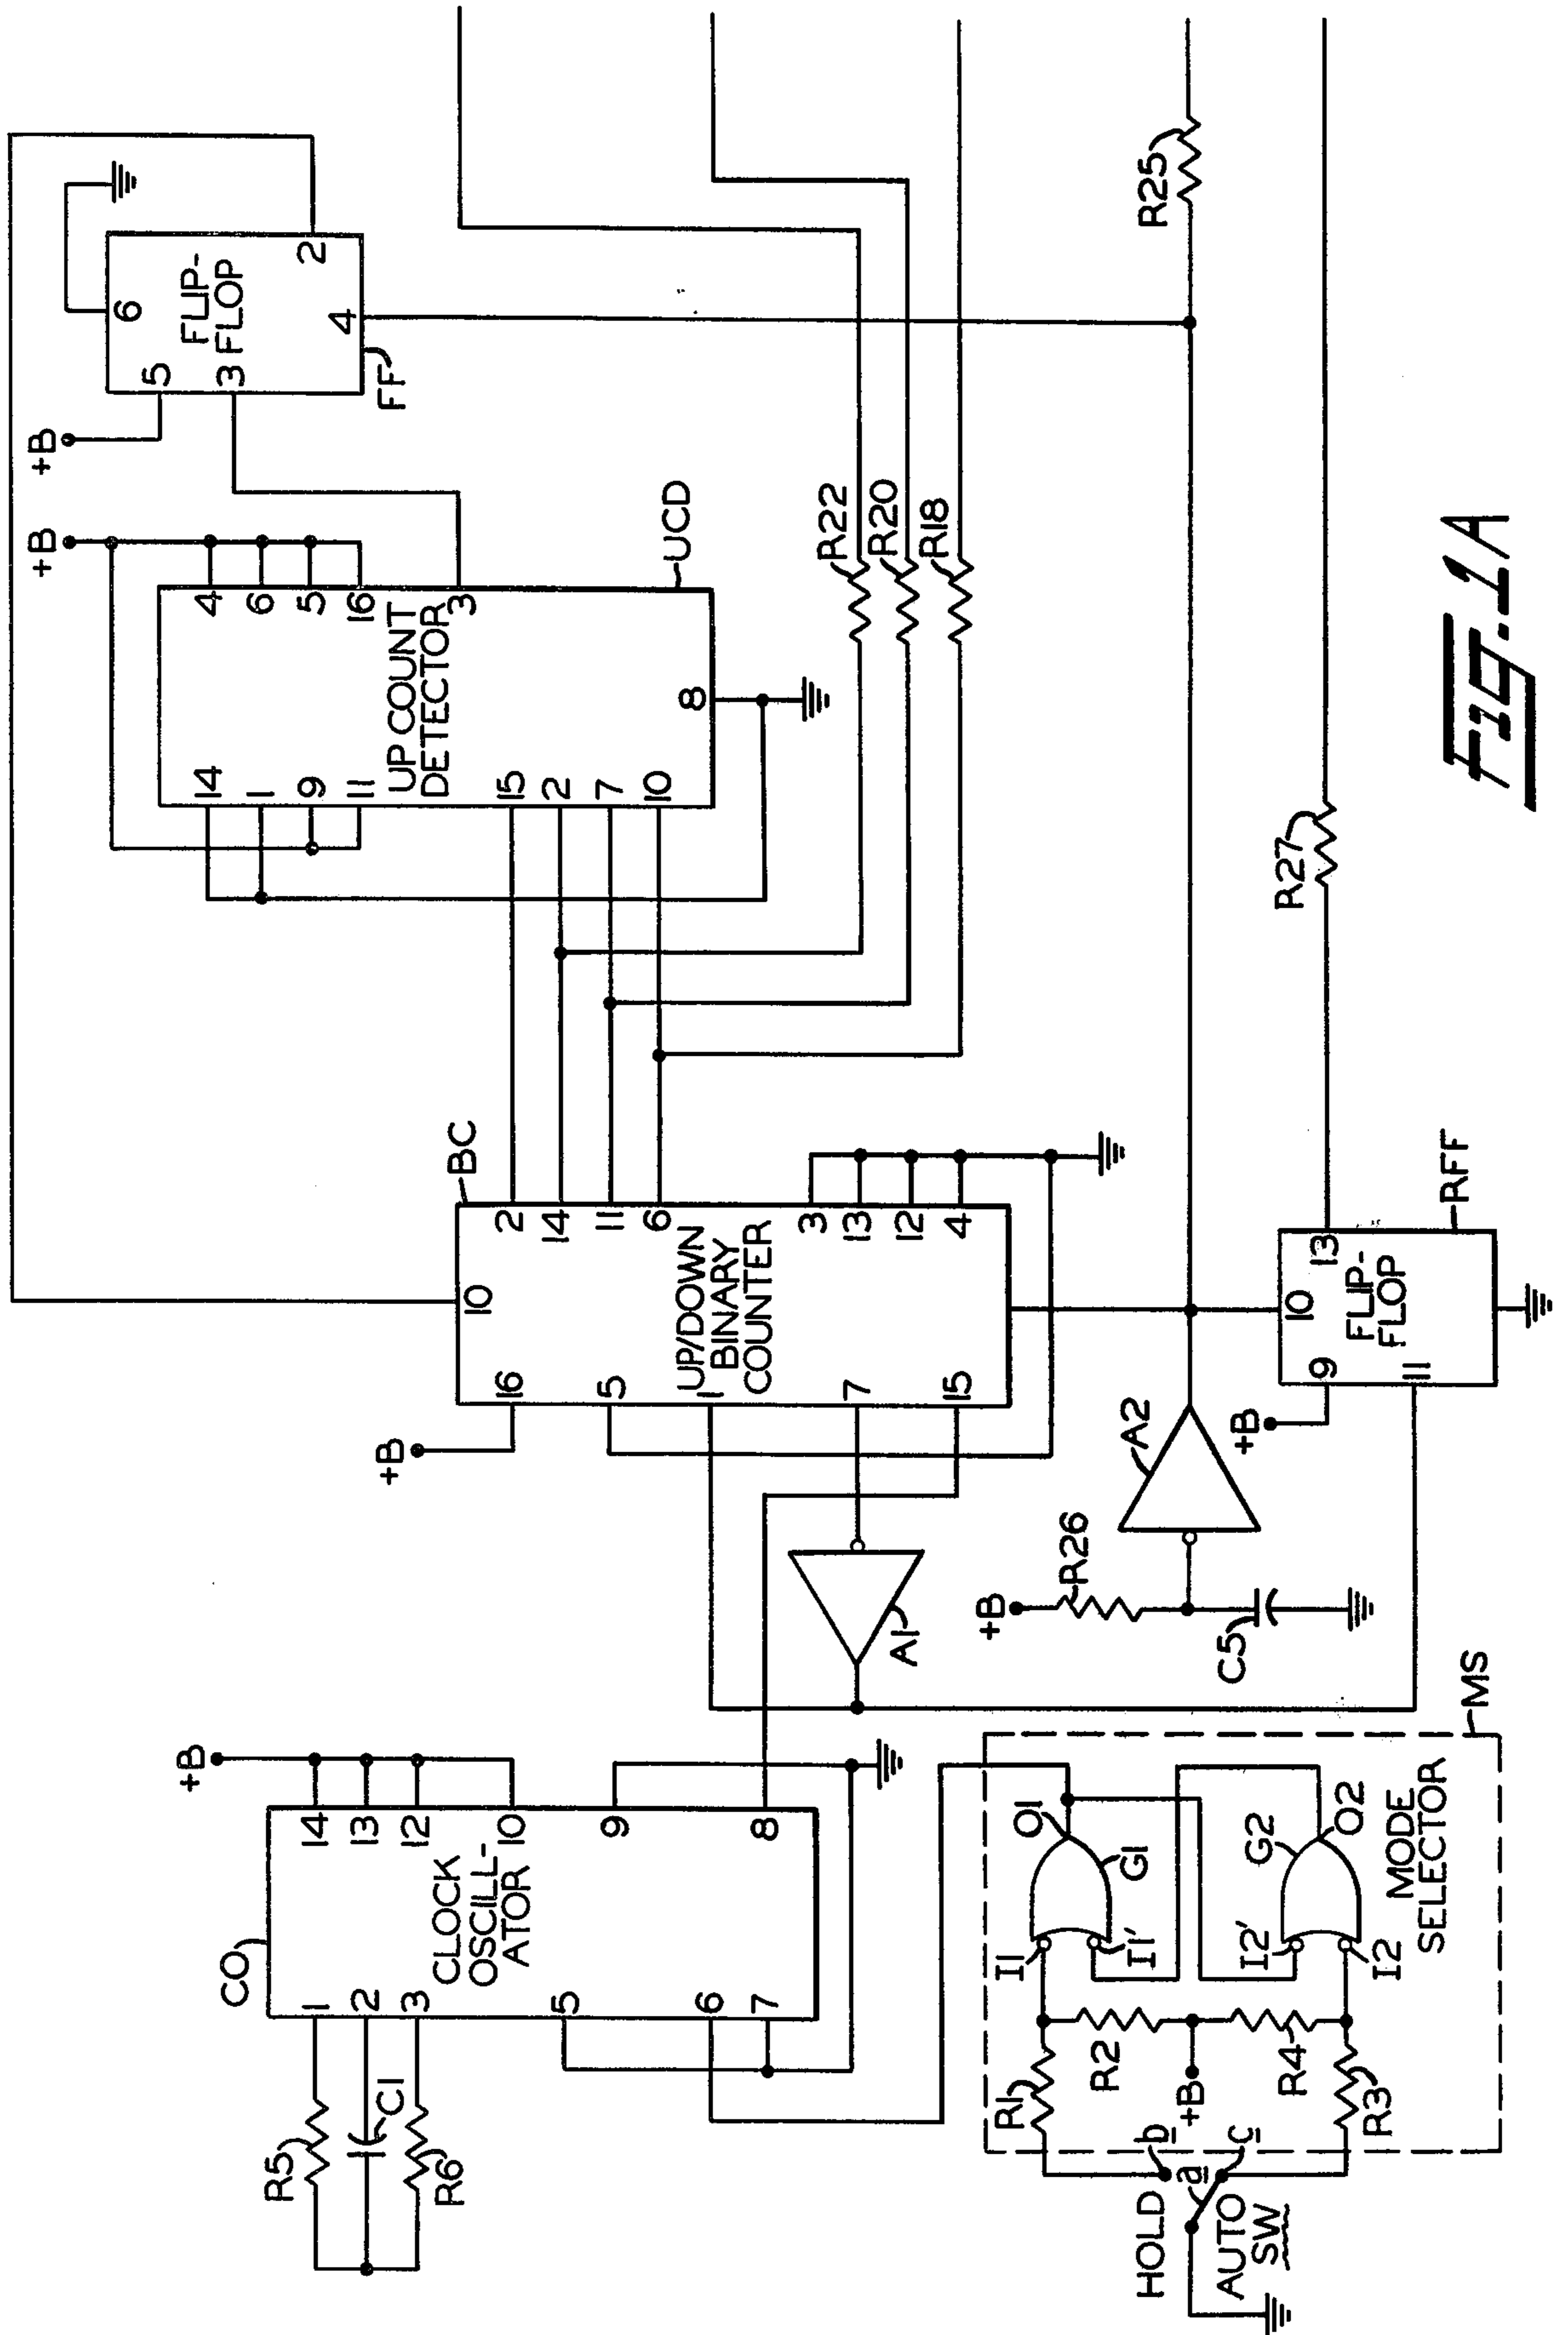 +B
5
6
FLIP-
3 FLOP
2
4
FF
+B
4
6
5
16
3
14
1
9
11
UP COUNT
DETECTOR
15
2
7
10
8
UCD
R22
R20
R18
R25
R27
BC
10
16
5
1
7
15
UP/DOWN
BINARY
COUNTER
2
14
11
6
3
13
12
4
+B
A1
+B
R26
C5
A2
+B
9
10
13
FLIP-
FLOP
11
RFF
+B
CO
14
13
12
10
9
8
CLOCK
OSCILL-
ATOR
1
2
3
5
6
7
R5
C1
R6
MS
O1
G1
I1
I1'
G2
O2
I2'
I2
MODE
SELECTOR
R1
R2
+B
R4
R3
HOLD
b
a
c
AUTO
SW
Fig. 1A